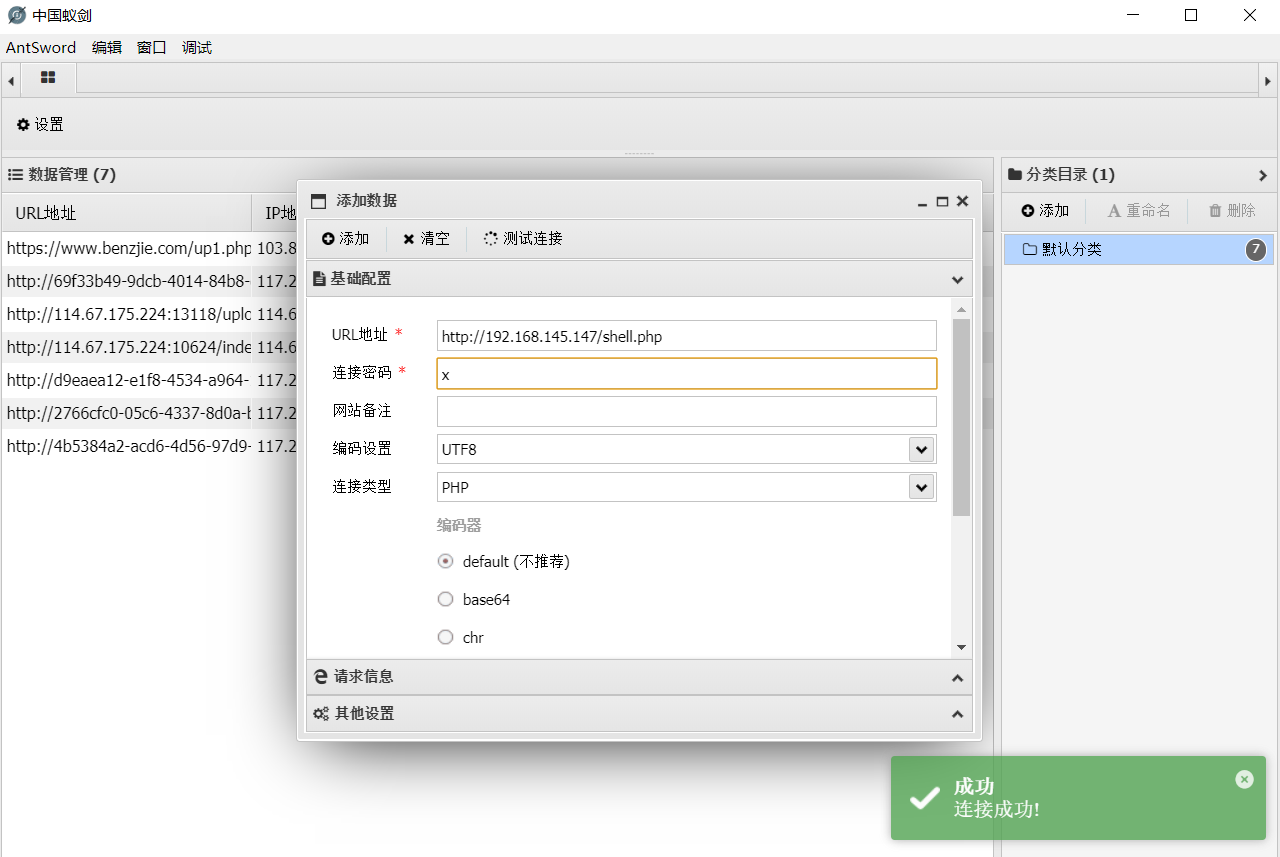 中国蚁剑
AntSword 编辑 窗口 调试
设置
数据管理 (7)
URL地址 IP地
https://www.benzjie.com/up1.php 103.8
http://69f33b49-9dcb-4014-84b8- 117.2
http://114.67.175.224:13118/uplo 114.6
http://114.67.175.224:10624/inde 114.6
http://d9eaea12-e1f8-4534-a964- 117.2
http://2766cfc0-05c6-4337-8d0a-b 117.2
http://4b5384a2-acd6-4d56-97d9- 117.2
添加数据
添加 清空 测试连接
基础配置
URL地址 * http://192.168.145.147/shell.php
连接密码 * x
网站备注
编码设置 UTF8
连接类型 PHP
编码器
default (不推荐)
base64
chr
请求信息
其他设置
分类目录 (1)
添加 重命名 删除
默认分类 7
成功
连接成功!